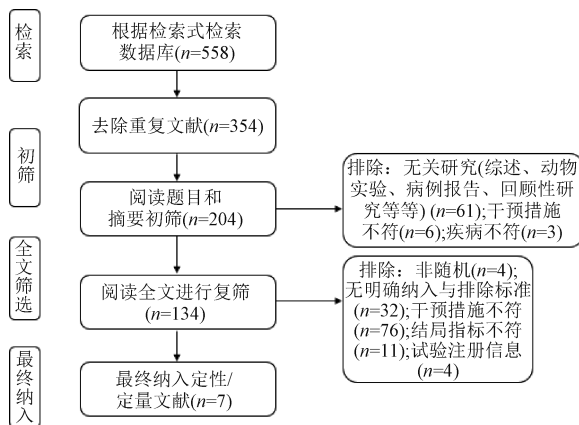 检索
根据检索式检索
数据库(n=558)
去除重复文献(n=354)
初筛
阅读题目和
摘要初筛(n=204)
排除：无关研究(综述、动物
实验、病例报告、回顾性研
究等等) (n=61);干预措施
不符(n=6);疾病不符(n=3)
全文筛选
阅读全文进行复筛
(n=134)
排除：非随机(n=4);
无明确纳入与排除标准
(n=32);干预措施不符
(n=76);结局指标不符
(n=11);试验注册信息
(n=4)
最终纳入
最终纳入定性/
定量文献(n=7)